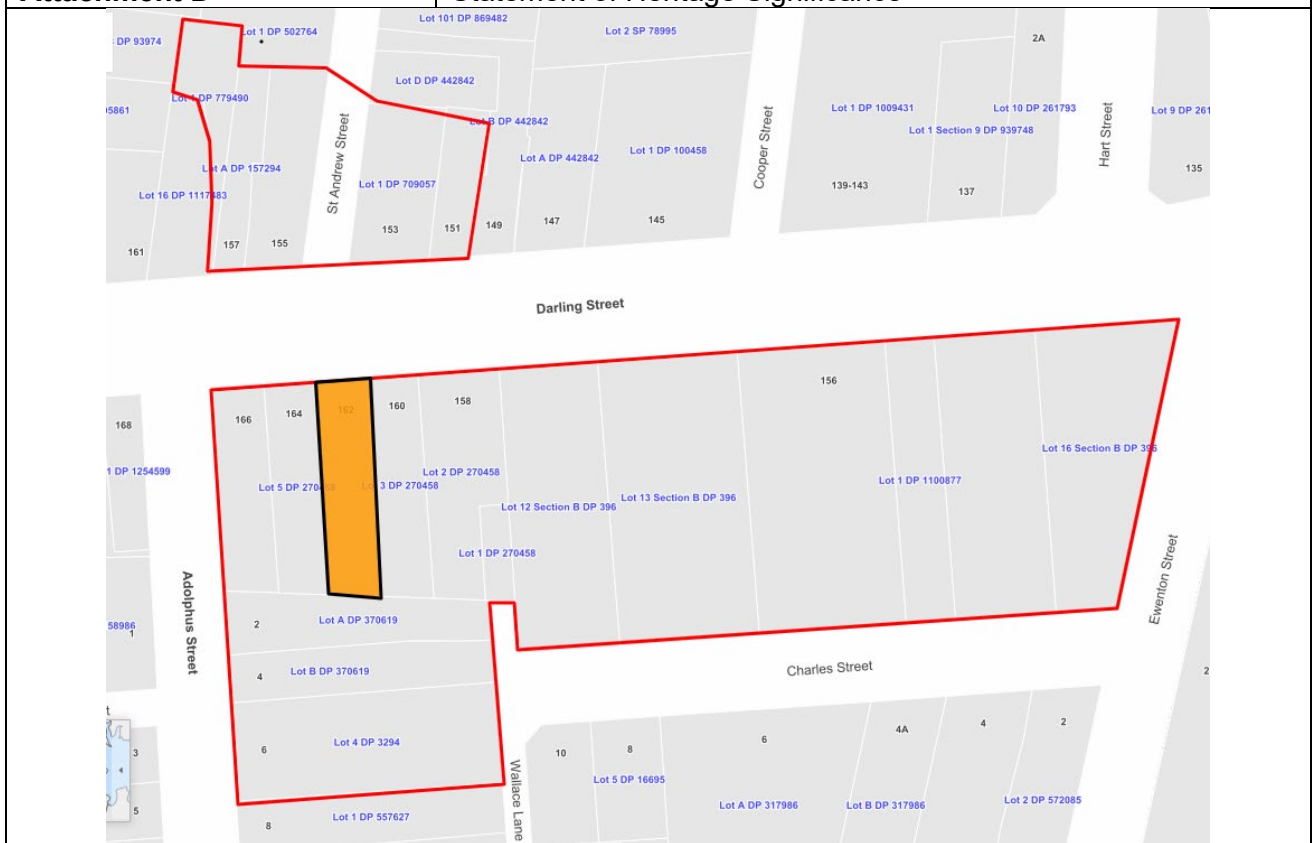 Lot 101 DP 869482
Lot 1 DP 502764
Lot 2 SP 78995
DP 93974
2A
Lot D DP 442842
Lot 1 DP 779490
5861
Lot B DP 442842
Lot 1 DP 1009431
Lot 10 DP 261793
Lot 9 DP 261
Lot 1 Section 9 DP 939748
Cooper Street
Hart Street
St Andrew Street
Lot A DP 442842
Lot 1 DP 100458
Lot A DP 157294
Lot 1 DP 709057
135
Lot 16 DP 1117483
139-143
137
161
157
155
153
151
149
147
145
Darling Street
156
168
166
164
162
160
158
1 DP 1254599
Lot 5 DP 270
3 DP 270458
Lot 2 DP 270458
Lot 12 Section B DP 396
Lot 13 Section B DP 396
Lot 1 DP 1100877
Lot 16 Section B DP 396
Lot 1 DP 270458
Adolphus Street
Ewenton Street
58986
1
2
Lot A DP 370619
4
Lot B DP 370619
Charles Street
t
2
6
Lot 4 DP 3294
3
10
8
6
4A
4
2
Lot 5 DP 16695
Wallace Lane
Lot A DP 317986
Lot B DP 317986
Lot 2 DP 572085
5
8
Lot 1 DP 557627